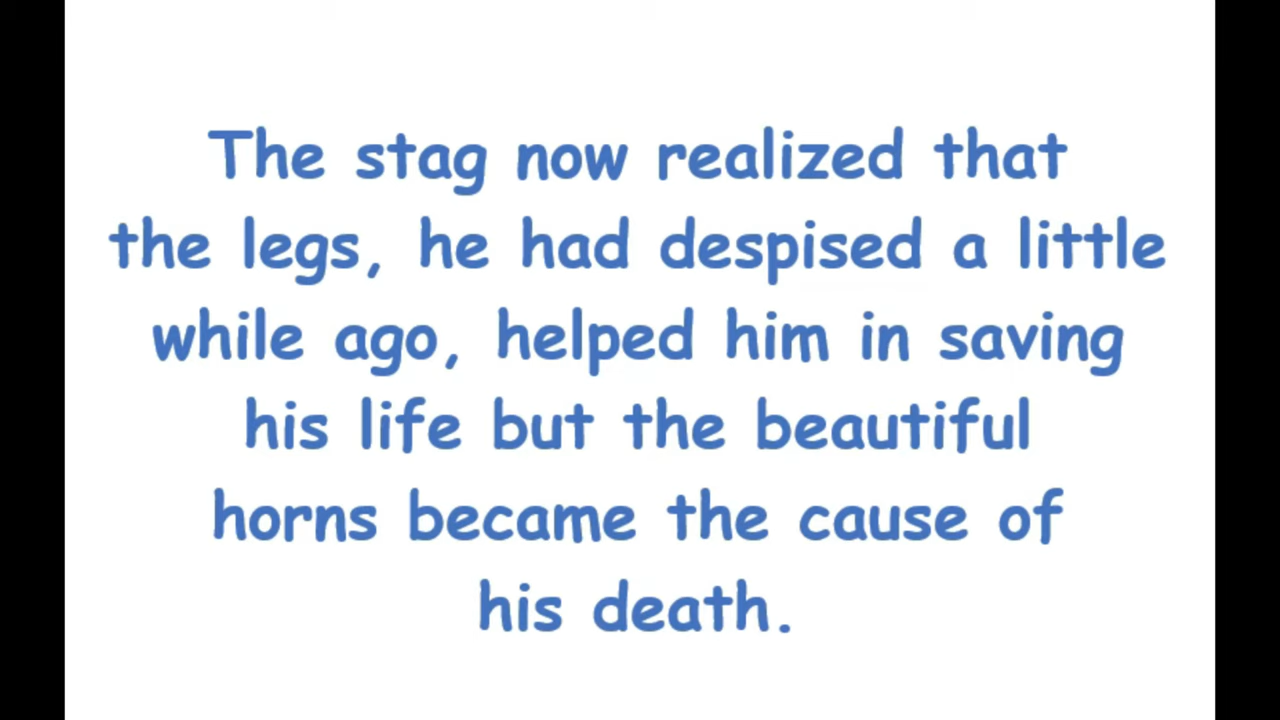 The stag now realized that
the legs, he had despised a little
while ago, helped him in saving
his life but the beautiful
horns became the cause of
his death.